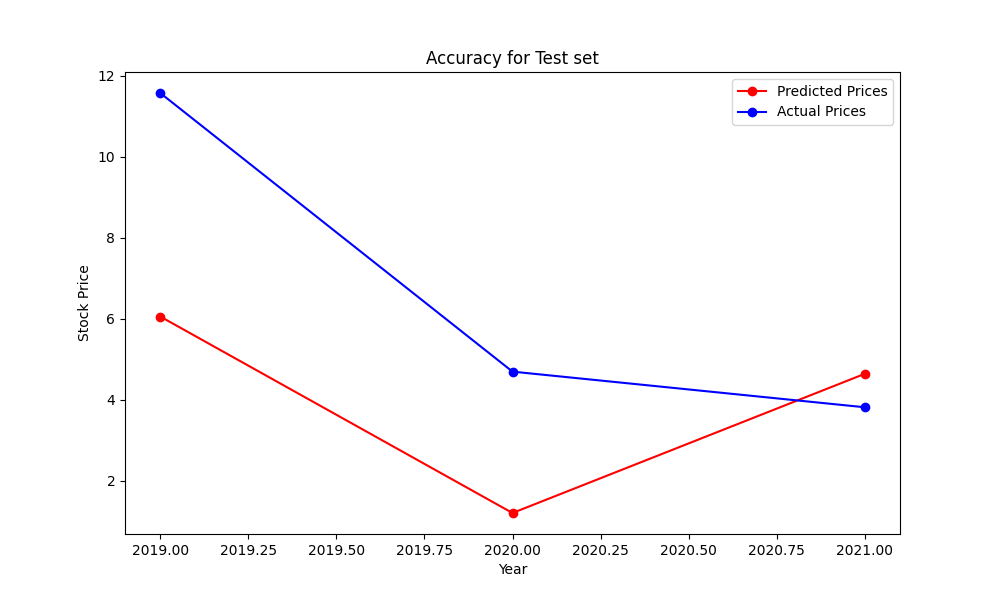 Accuracy for Test set
Predicted Prices
Actual Prices
12
10
8
6
4
2
Stock Price
2019.00 2019.25 2019.50 2019.75 2020.00 2020.25 2020.50 2020.75 2021.00
Year